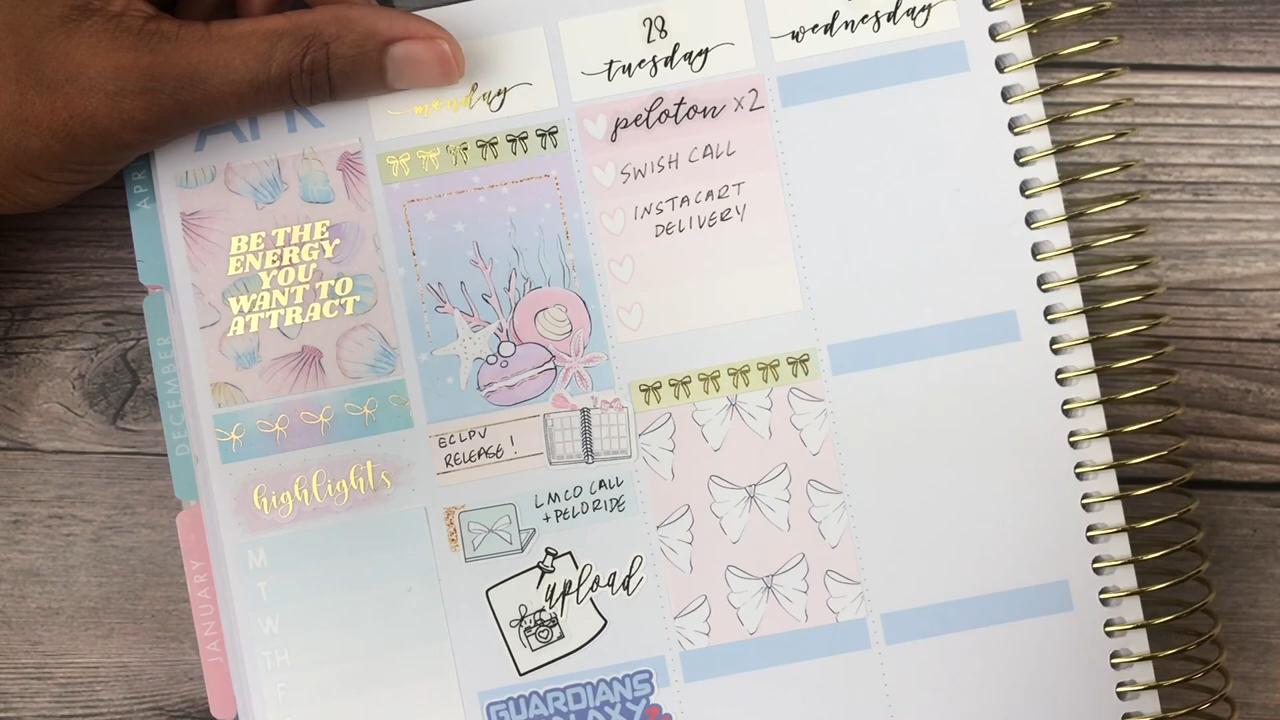 28
monday
tuesday
wednesday
APR
BE THE
ENERGY
YOU
WANT TO
ATTRACT
highlights
M
T
W
TH
F
ECLPV
RELEASE!
LMCO CALL
+ PELORIDE
upload
GUARDIANS
GALAXY
peloton x2
SWISH CALL
INSTACART
DELIVERY
DECEMBER
JANUARY